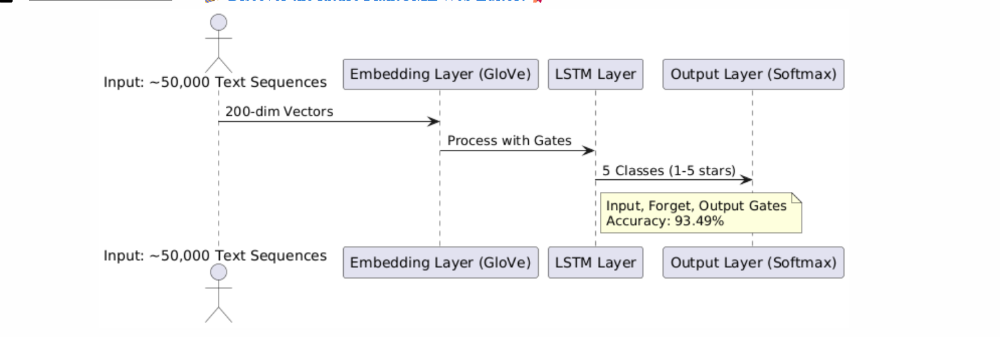 Input: ~50,000 Text Sequences
Embedding Layer (GloVe)
LSTM Layer
Output Layer (Softmax)
200-dim Vectors
Process with Gates
5 Classes (1-5 stars)
Input, Forget, Output Gates
Accuracy: 93.49%
Input: ~50,000 Text Sequences
Embedding Layer (GloVe)
LSTM Layer
Output Layer (Softmax)